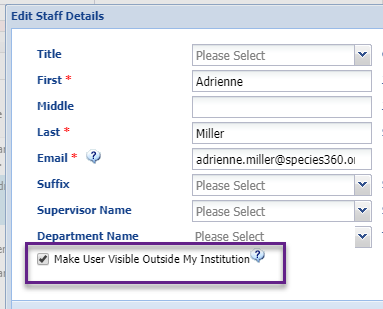 Edit Staff Details
Title Please Select
First * Adrienne
Middle
Last * Miller
Email * ? adrienne.miller@species360.or
Suffix Please Select
Supervisor Name Please Select
Department Name Please Select
Make User Visible Outside My Institution ?